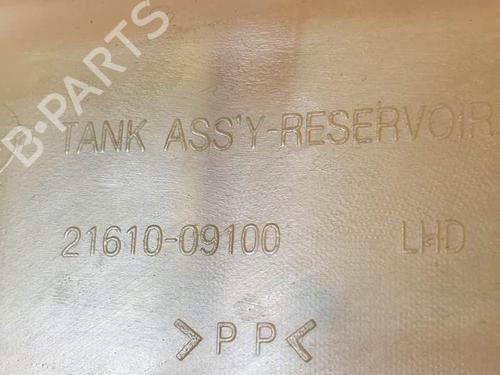 B-PARTS
TANK ASS'Y-RESERVOIR
21610-09100 LHD
>PP<